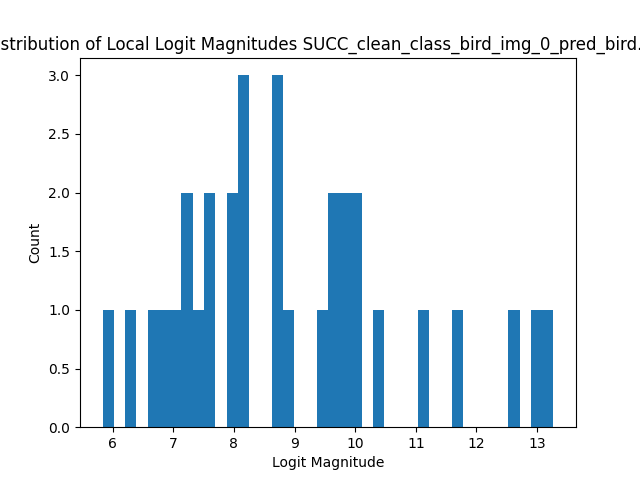 stribution of Local Logit Magnitudes SUCC_clean_class_bird_img_0_pred_bird.
3.0
2.5
2.0
1.5
1.0
0.5
0.0
Count
6 7 8 9 10 11 12 13
Logit Magnitude